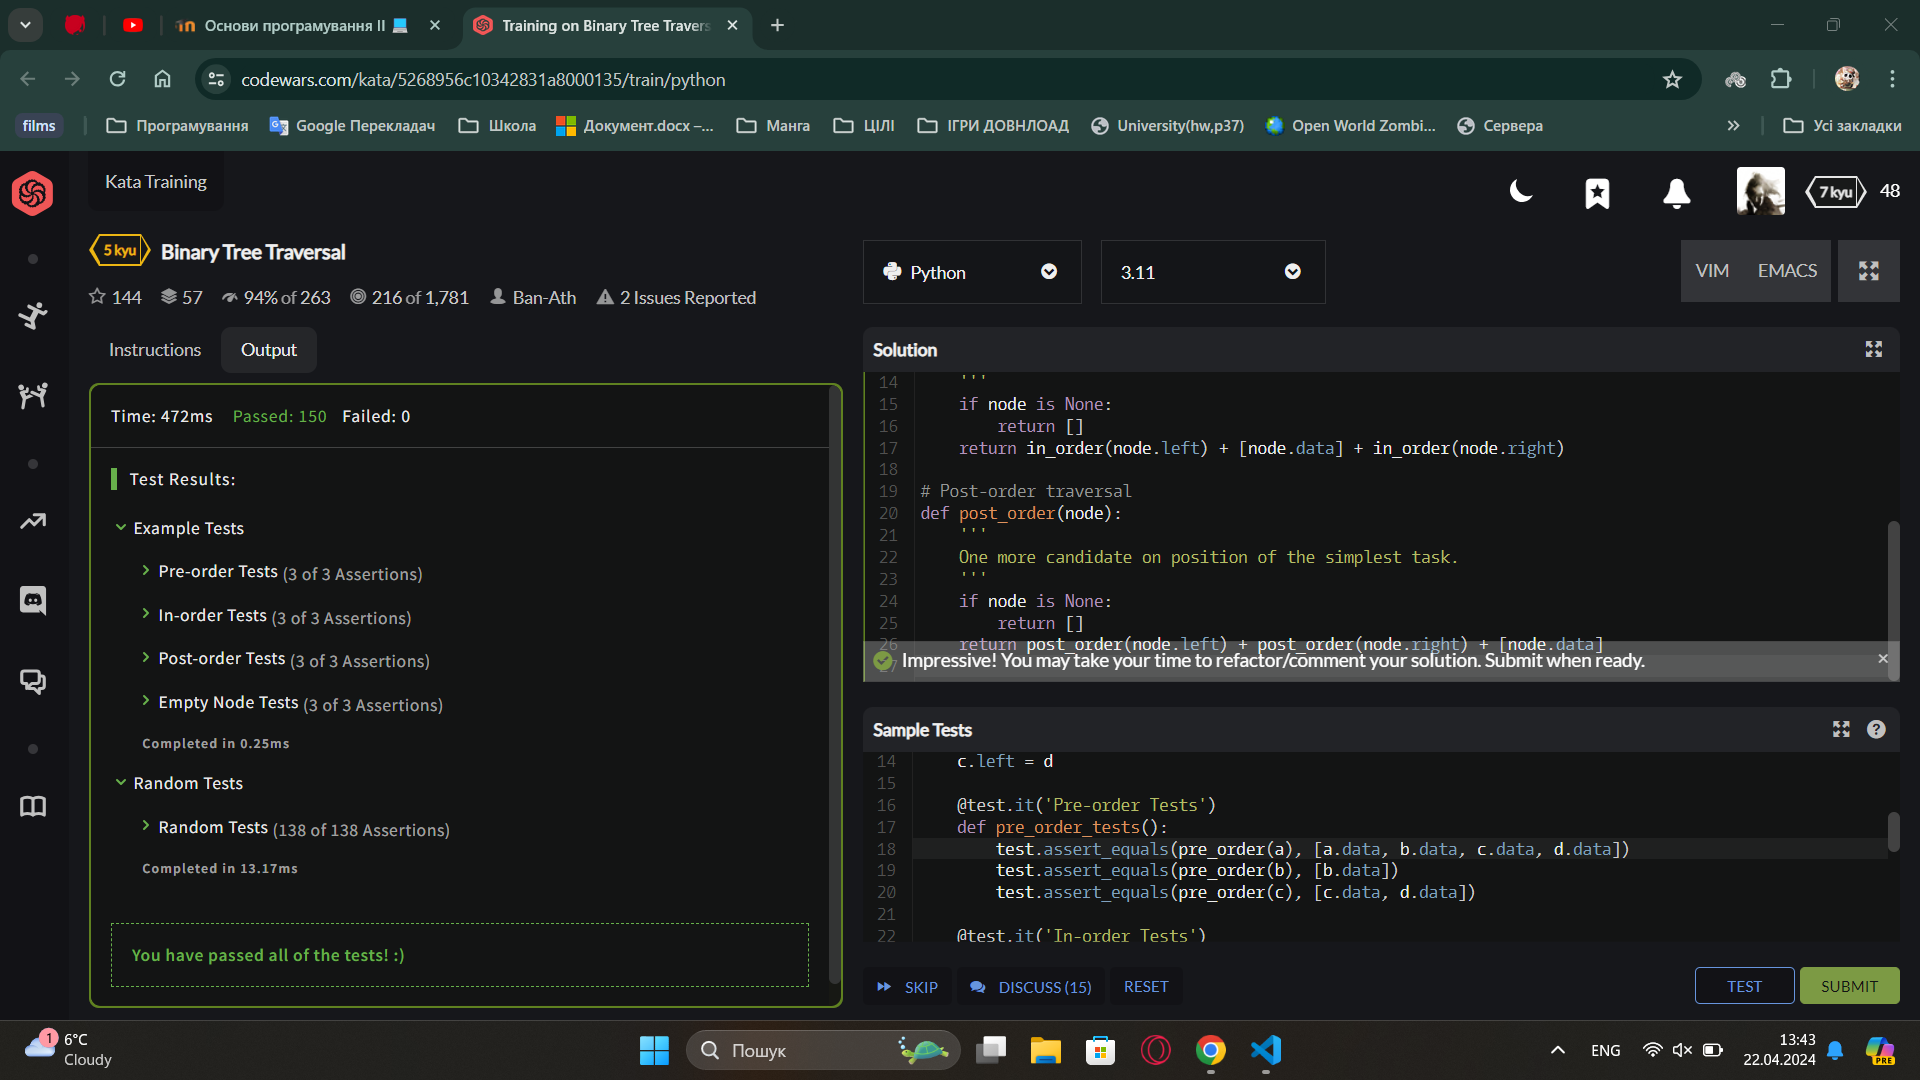 Основи програмування II
Training on Binary Tree Travers
codewars.com/kata/5268956c10342831a8000135/train/python
films
Програмування
Google Перекладач
Школа
Документ.docx –...
Манга
ЦІЛІ
ІГРИ ДОВНЛОАД
University(hw,p37)
Open World Zombi...
Сервера
»
Усі закладки
Kata Training
7 kyu
48
5 kyu
Binary Tree Traversal
144
57
94% of 263
216 of 1,781
Ban-Ath
2 Issues Reported
Python
3.11
VIM
EMACS
Instructions
Output
Time: 472ms Passed: 150 Failed: 0
Test Results:
Example Tests
Pre-order Tests (3 of 3 Assertions)
In-order Tests (3 of 3 Assertions)
Post-order Tests (3 of 3 Assertions)
Empty Node Tests (3 of 3 Assertions)
Completed in 0.25ms
Random Tests
Random Tests (138 of 138 Assertions)
Completed in 13.17ms
You have passed all of the tests! :)
Solution
14     '''
15     if node is None:
16         return []
17     return in_order(node.left) + [node.data] + in_order(node.right)
18
19 # Post-order traversal
20 def post_order(node):
21     '''
22     One more candidate on position of the simplest task.
23     '''
24     if node is None:
25         return []
26     return post_order(node.left) + post_order(node.right) + [node.data]
Impressive! You may take your time to refactor/comment your solution. Submit when ready.
Sample Tests
14     c.left = d
15
16     @test.it('Pre-order Tests')
17     def pre_order_tests():
18         test.assert_equals(pre_order(a), [a.data, b.data, c.data, d.data])
19         test.assert_equals(pre_order(b), [b.data])
20         test.assert_equals(pre_order(c), [c.data, d.data])
21
22     @test.it('In-order Tests')
SKIP
DISCUSS (15)
RESET
TEST
SUBMIT
1
6°C
Cloudy
Пошук
ENG
13:43
22.04.2024
PRE